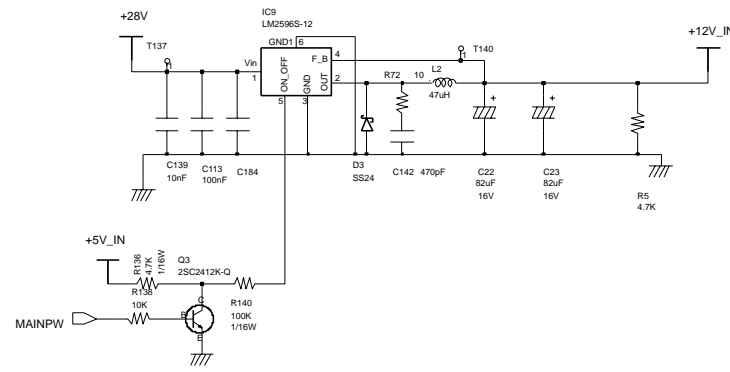 +28V
IC9
LM2596S-12
T137
1
GND1 6
Vin
1
F_B 4
ON_OFF
5
GND
3
OUT
2
T140
1
+12V_IN
R72
10
L2
47uH
+
+
C139
10nF
C113
100nF
C184
D3
SS24
C142 470pF
C22
82uF
16V
C23
82uF
16V
R5
4.7K
+5V_IN
R136
4.7K
1/16W
Q3
2SC2412K-Q
R138
10K
R140
100K
1/16W
C
B
E
MAINPW